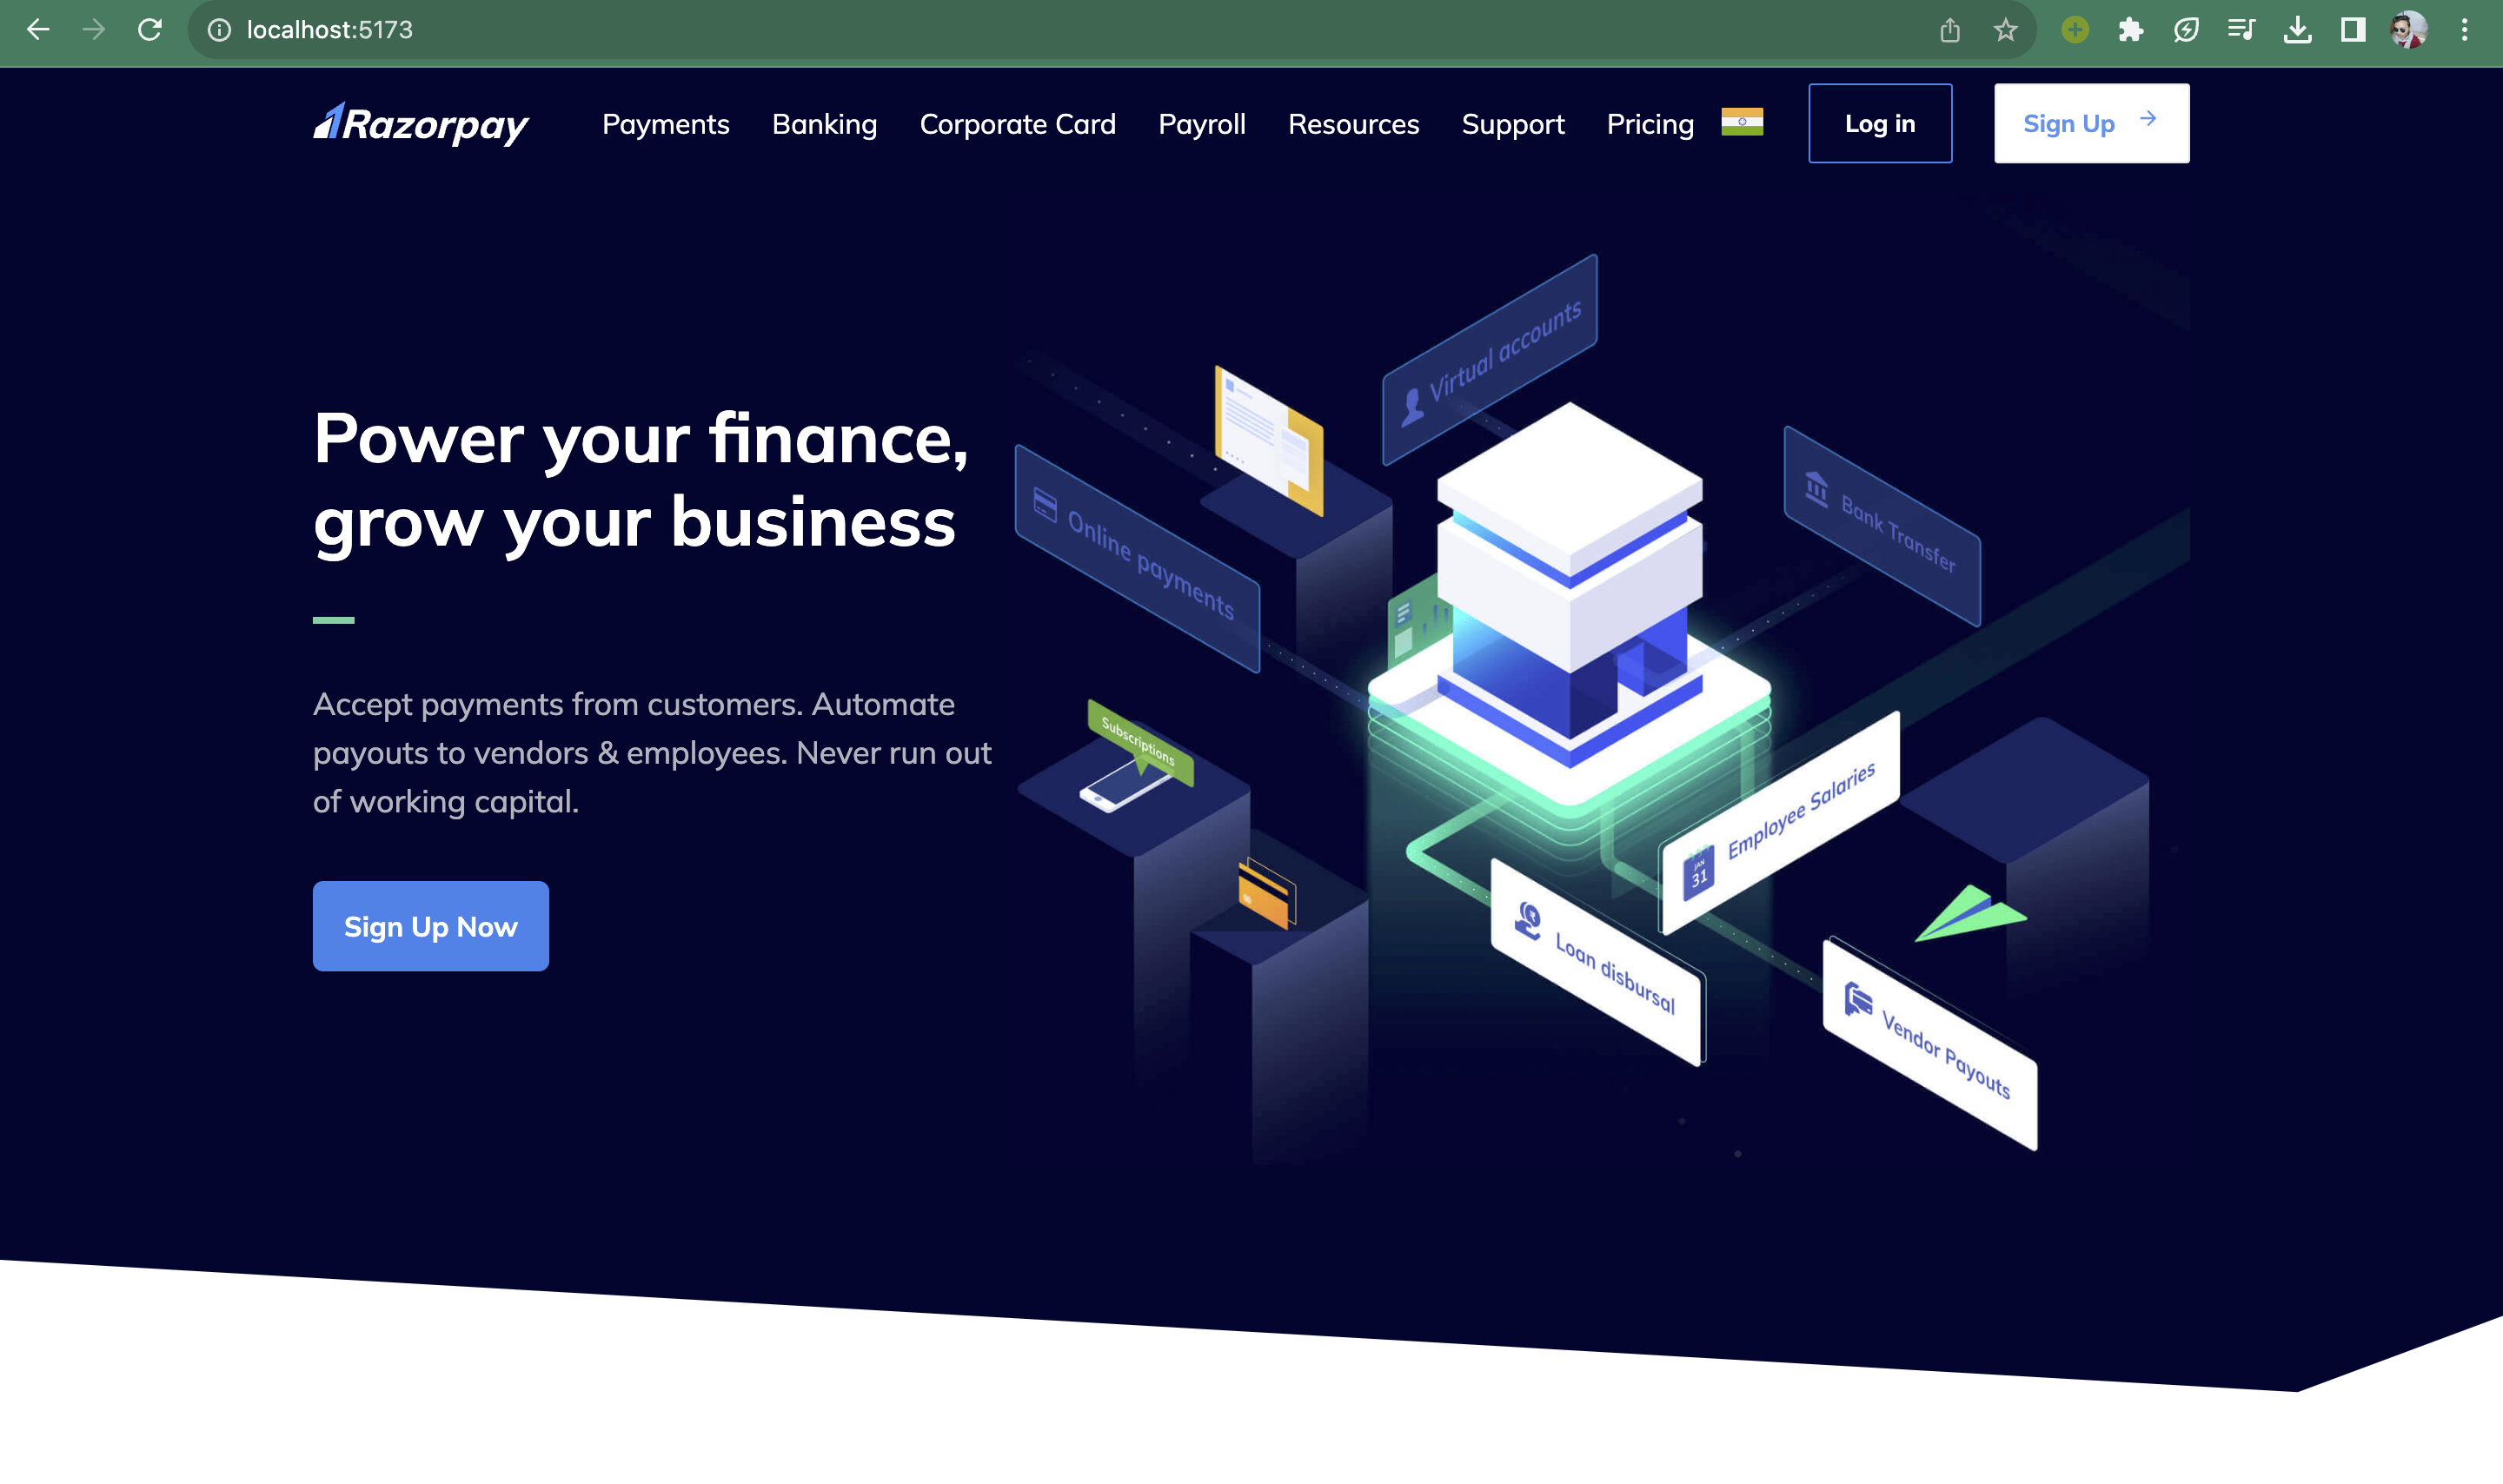 localhost:5173
Razorpay
Payments Banking Corporate Card Payroll Resources Support Pricing Log in Sign Up
Power your finance,
grow your business
Accept payments from customers. Automate
payouts to vendors & employees. Never run out
of working capital.
Sign Up Now
Virtual accounts
Online payments
Bank Transfer
Subscriptions
Employee Salaries
JAN
31
Loan disbursal
Vendor Payouts